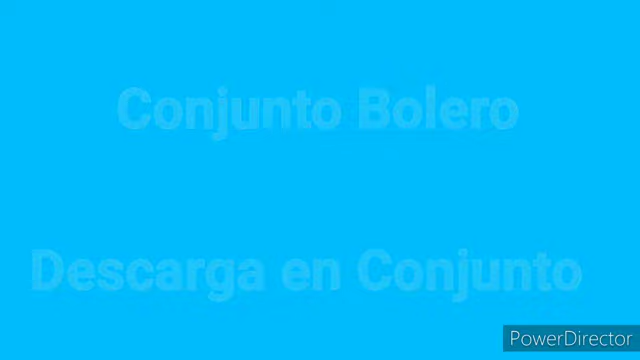 Conjunto Bolero
Descarga en Conjunto
PowerDirector